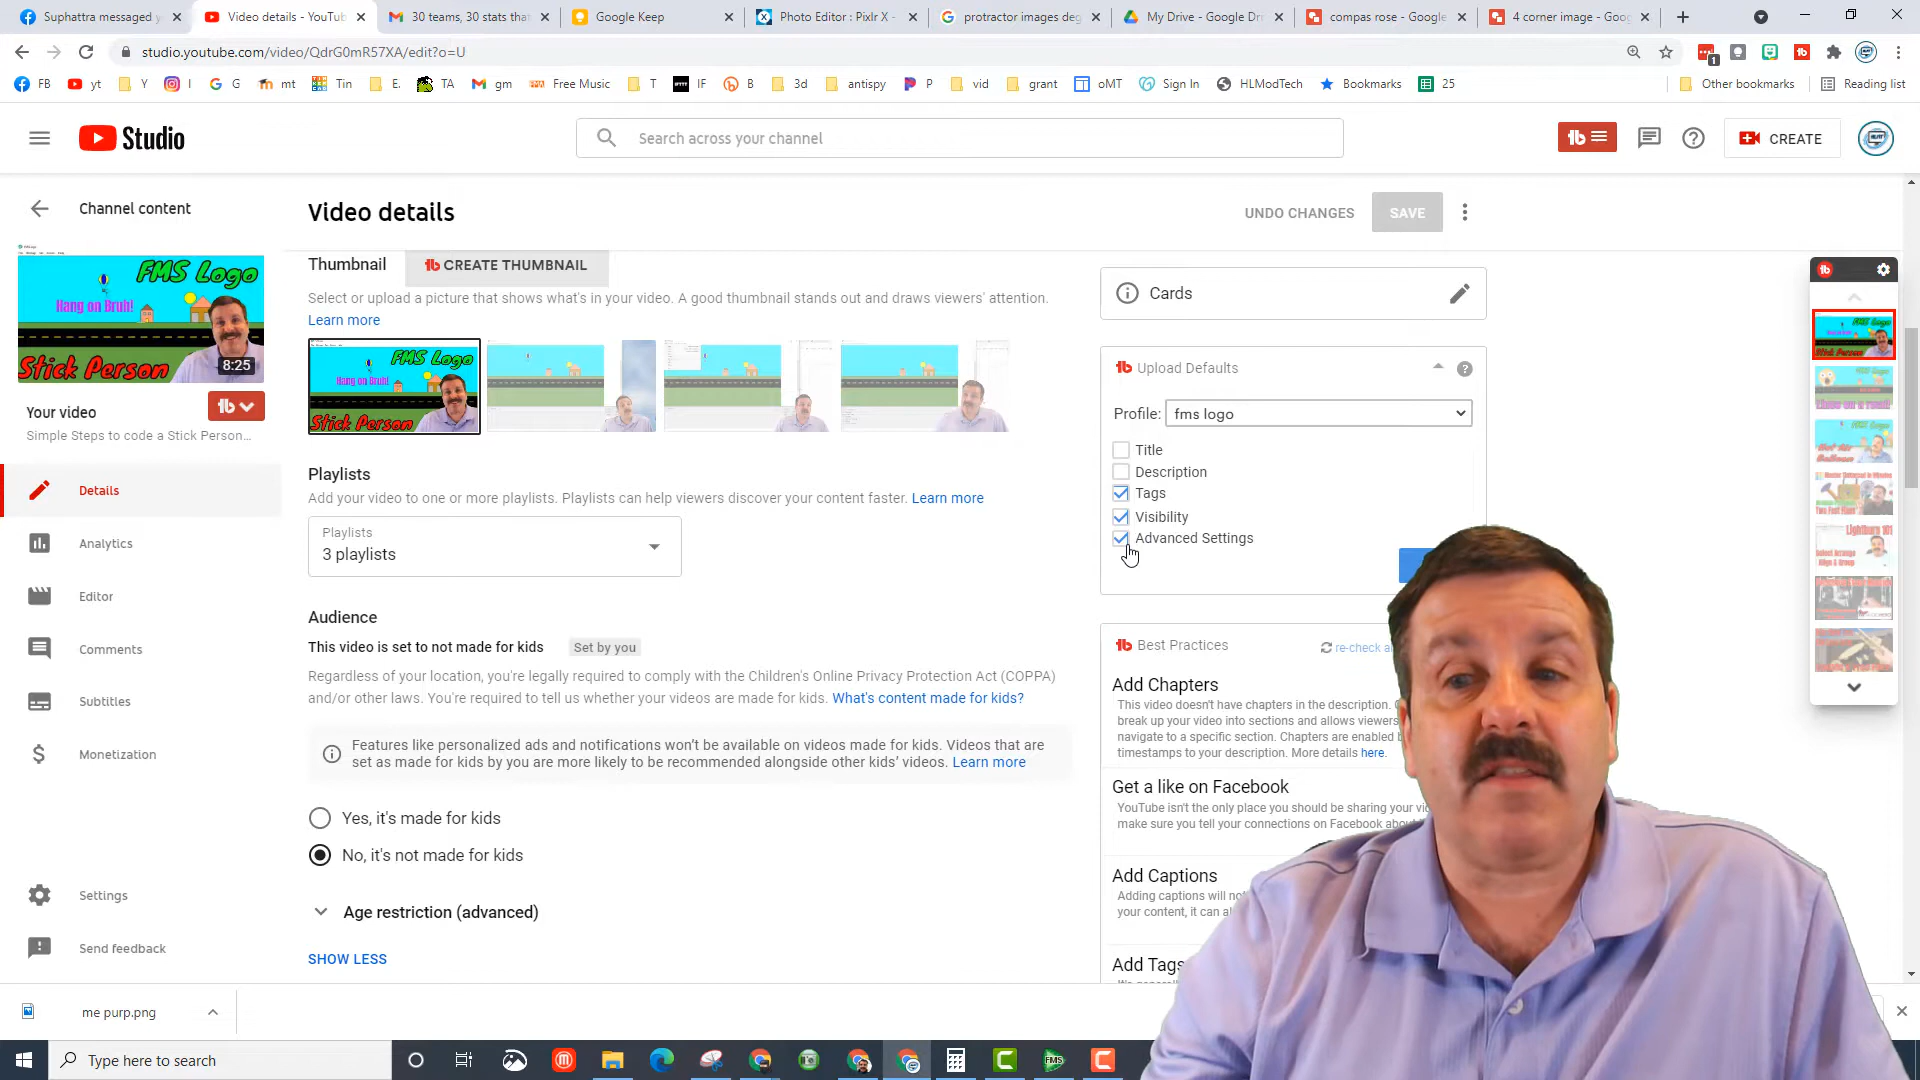 Suphattra messaged y
Video details - YouTu
30 teams, 30 stats that
Google Keep
Photo Editor : Pixlr X -
protractor images deg
My Drive - Google Dri
compas rose - Google
4 corner image - Goog
studio.youtube.com/video/QdrG0mR57XA/edit?o=U
FB yt Y I G mt Tin E. TA gm Free Music T IF B 3d antispy P vid grant oMT Sign In HLModTech Bookmarks 25 Other bookmarks Reading list
Studio
Search across your channel
CREATE
Channel content
Video details
UNDO CHANGES
SAVE
FMS Logo
Hang on Bruh!
Stick Person
8:25
Your video
Simple Steps to code a Stick Person...
Details
Analytics
Editor
Comments
Subtitles
Monetization
Settings
Send feedback
Thumbnail
CREATE THUMBNAIL
Select or upload a picture that shows what's in your video. A good thumbnail stands out and draws viewers' attention.
Learn more
FMS Logo
Hang on Bruh!
Stick Person
Playlists
Add your video to one or more playlists. Playlists can help viewers discover your content faster. Learn more
Playlists
3 playlists
Audience
This video is set to not made for kids Set by you
Regardless of your location, you're legally required to comply with the Children's Online Privacy Protection Act (COPPA)
and/or other laws. You're required to tell us whether your videos are made for kids. What's content made for kids?
Features like personalized ads and notifications won't be available on videos made for kids. Videos that are
set as made for kids by you are more likely to be recommended alongside other kids' videos. Learn more
Yes, it's made for kids
No, it's not made for kids
Age restriction (advanced)
SHOW LESS
Cards
Upload Defaults
Profile: fms logo
Title
Description
Tags
Visibility
Advanced Settings
Best Practices
re-check a
Add Chapters
This video doesn't have chapters in the description.
break up your video into sections and allows viewers
navigate to a specific section. Chapters are enabled b
timestamps to your description. More details here.
Get a like on Facebook
YouTube isn't the only place you should be sharing your vi
make sure you tell your connections on Facebook about
Add Captions
Adding captions will no
your content, it can al
Add Tags
me purp.png
Type here to search
FMS